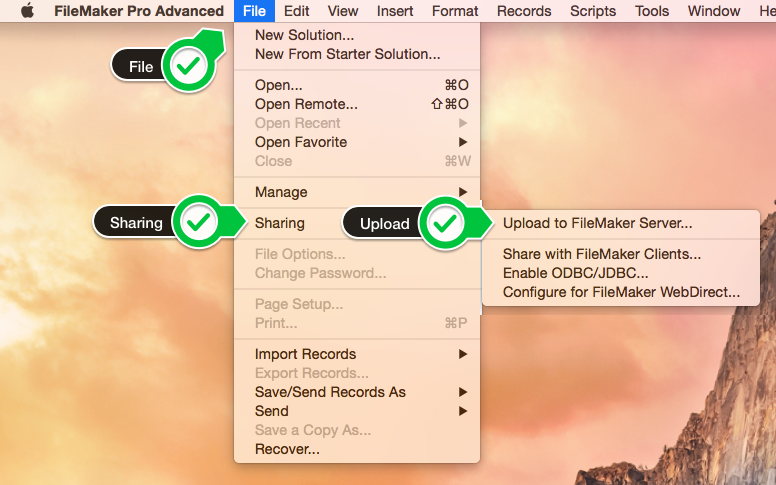 FileMaker Pro Advanced File Edit View Insert Format Records Scripts Tools Window He
New Solution...
New From Starter Solution...
File
Open... ⌘O
Open Remote... ⇧⌘O
Open Recent
Open Favorite
Close ⌘W
Manage
Sharing
Sharing
Upload
Upload to FileMaker Server...
File Options...
Share with FileMaker Clients...
Change Password...
Enable ODBC/JDBC...
Configure for FileMaker WebDirect...
Page Setup...
Print... ⌘P
Import Records
Export Records...
Save/Send Records As
Send
Save a Copy As...
Recover...